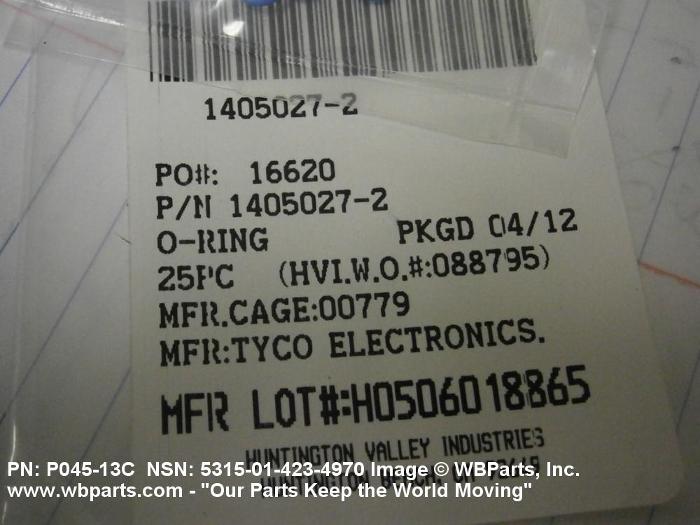 1405027-2
PO#: 16620
P/N 1405027-2
O-RING PKGD 04/12
25PC (HVI.W.O.#:088795)
MFR.CAGE:00779
MFR:TYCO ELECTRONICS.
MFR LOT#:H0506018865
HUNTINGTON VALLEY INDUSTRIES
HUNTINGTON BEACH,
PN: P045-13C NSN: 5315-01-423-4970 Image © WBParts, Inc.
www.wbparts.com - "Our Parts Keep the World Moving"